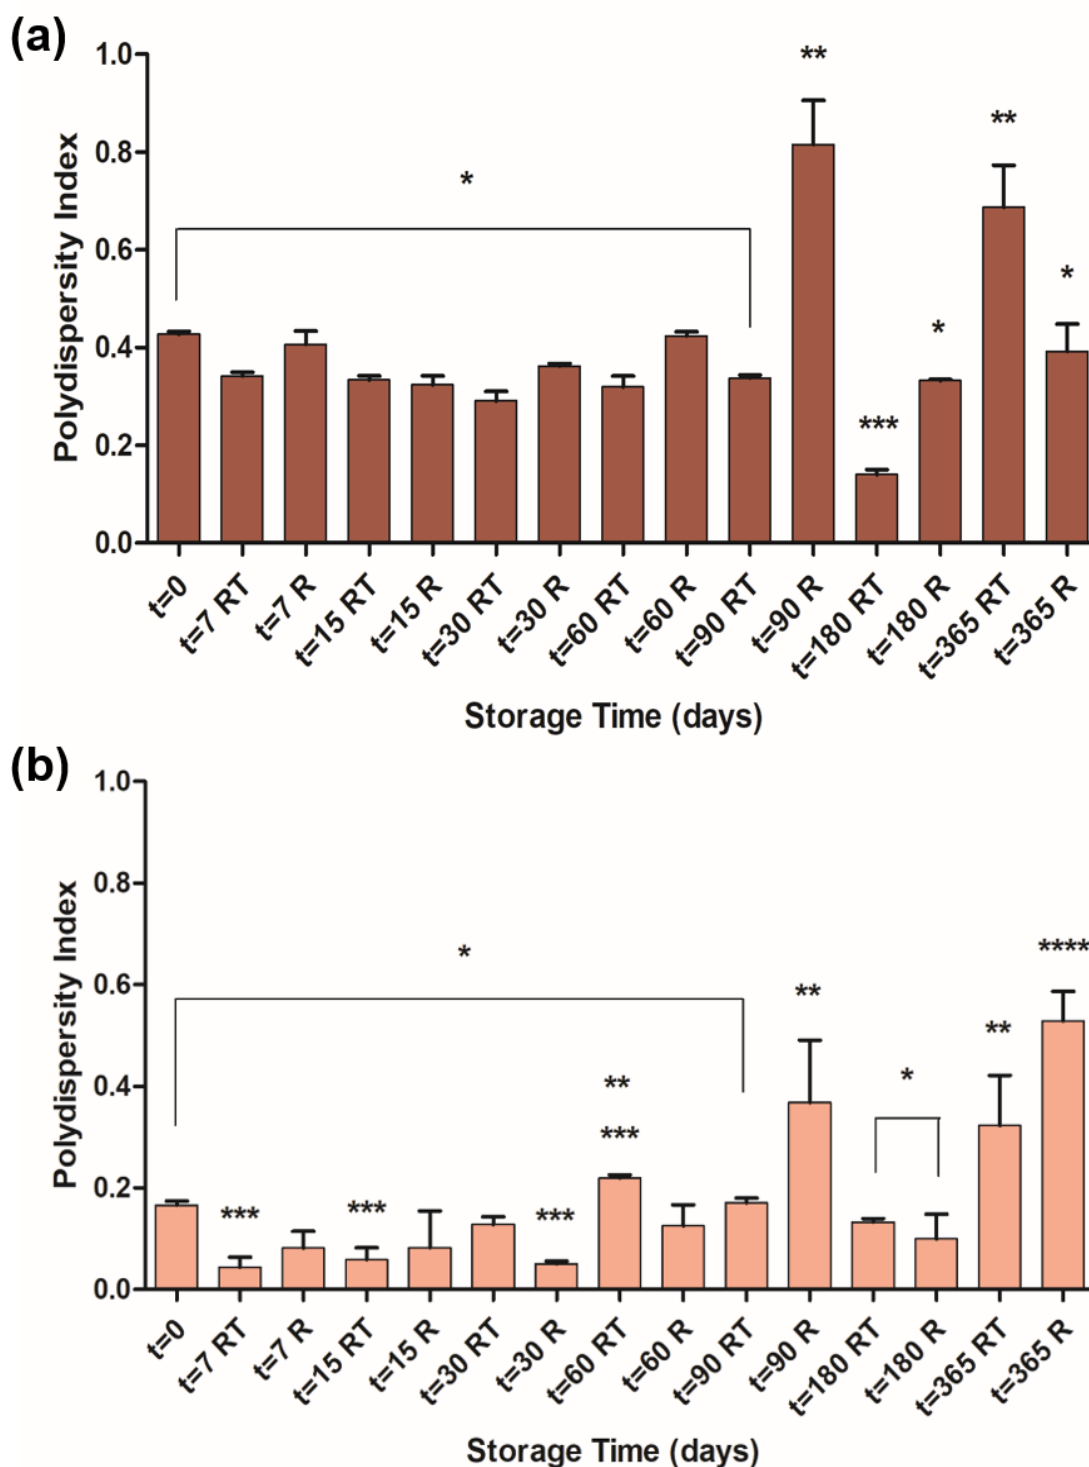 (a)
Polydispersity Index
1.0
0.8
0.6
0.4
0.2
0.0
*
**
***
*
**
*
t=0
t=7 RT
t=7 R
t=15 RT
t=15 R
t=30 RT
t=30 R
t=60 RT
t=60 R
t=90 RT
t=90 R
t=180 RT
t=180 R
t=365 RT
t=365 R
Storage Time (days)
(b)
Polydispersity Index
1.0
0.8
0.6
0.4
0.2
0.0
*
***
***
***
**
***
**
*
**
****
t=0
t=7 RT
t=7 R
t=15 RT
t=15 R
t=30 RT
t=30 R
t=60 RT
t=60 R
t=90 RT
t=90 R
t=180 RT
t=180 R
t=365 RT
t=365 R
Storage Time (days)